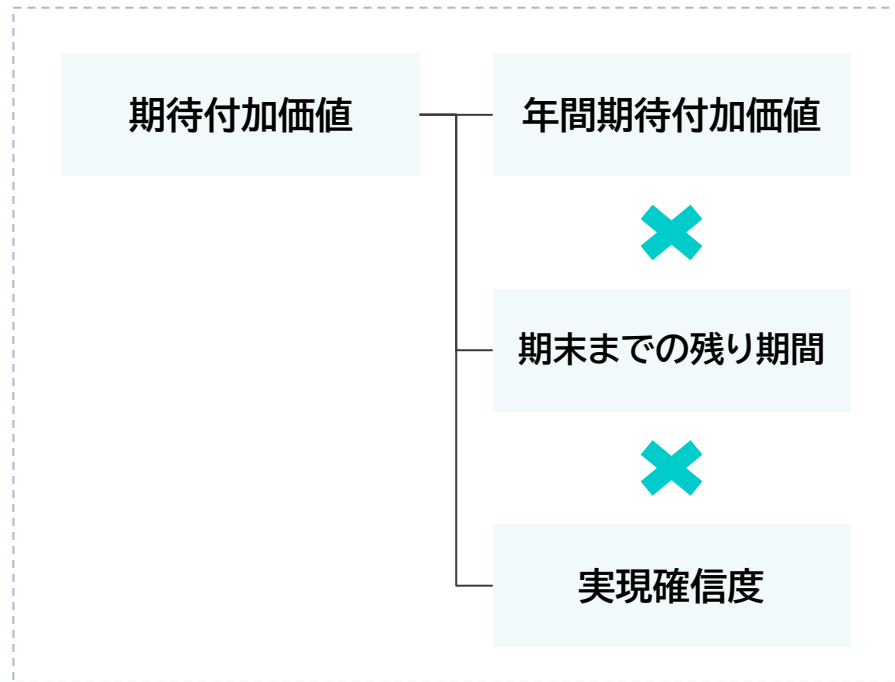 期待付加価値
年間期待付加価値
期末までの残り期間
実現確信度